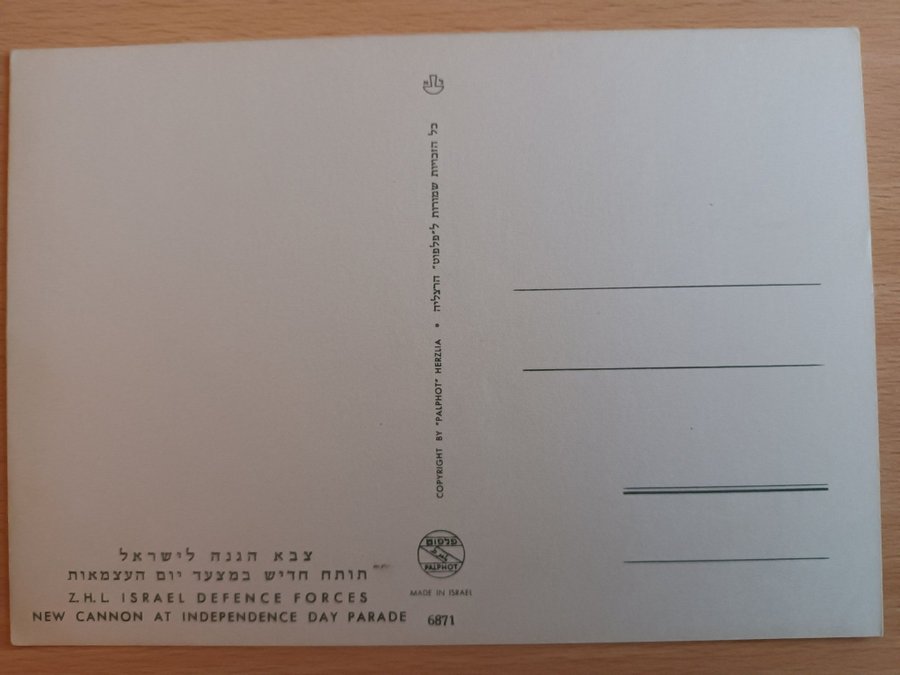 כל הזכויות שמורות ל״פלפוט״ הרצליה • COPYRIGHT BY "PALPHOT" HERZLIA
צבא הגנה לישראל
תותח חדיש במצעד יום העצמאות
Z.H.L ISRAEL DEFENCE FORCES
NEW CANNON AT INDEPENDENCE DAY PARADE
פלפוט
PALPHOT
MADE IN ISRAEL
6871